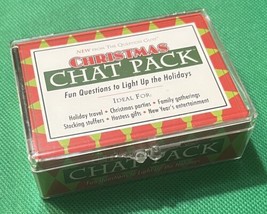 NEW FROM "THE QUESTION GUYS"
CHRISTMAS
CHAT PACK
Fun Questions to Light Up the Holidays
IDEAL FOR:
Holiday travel • Christmas parties • Family gatherings
Stocking stuffers • Hostess gifts • New Year's entertainment
CHAT PACK